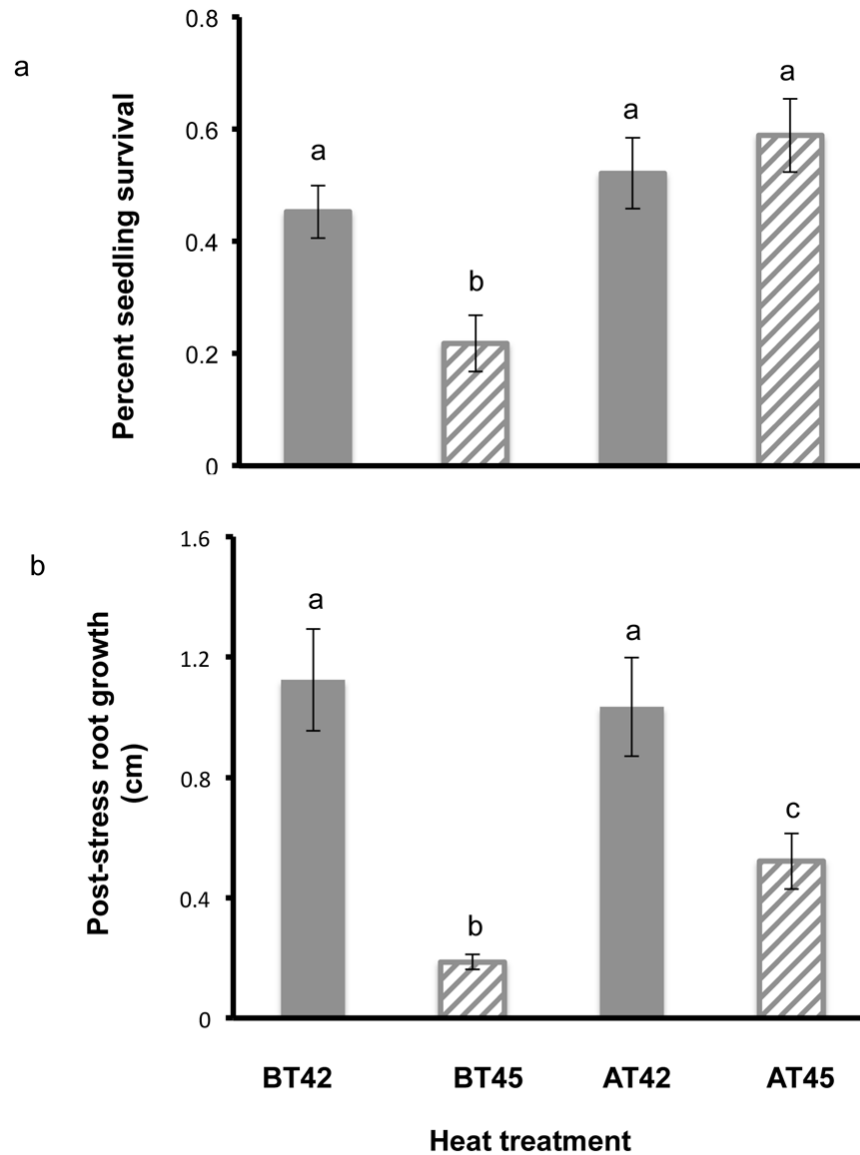 a
Percent seedling survival
0.8
0.6
0.4
0.2
0
a
b
a
a
b
Post-stress root growth
(cm)
1.6
1.2
0.8
0.4
0
a
b
a
c
BT42 BT45 AT42 AT45
Heat treatment